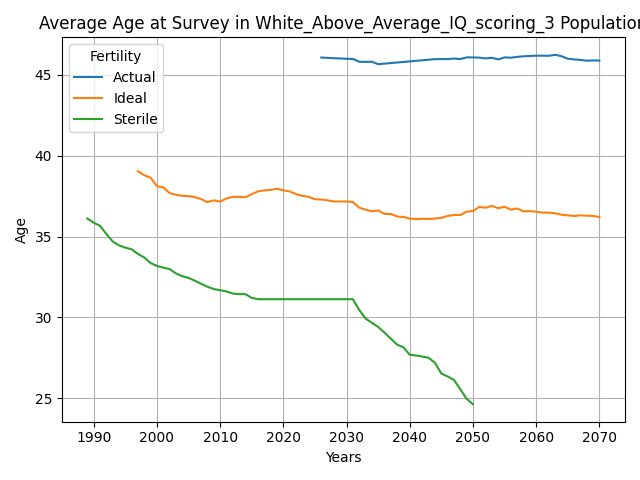 Average Age at Survey in White_Above_Average_IQ_scoring_3 Population
Fertility
Actual
Ideal
Sterile
Age
45
40
35
30
25
1990 2000 2010 2020 2030 2040 2050 2060 2070
Years